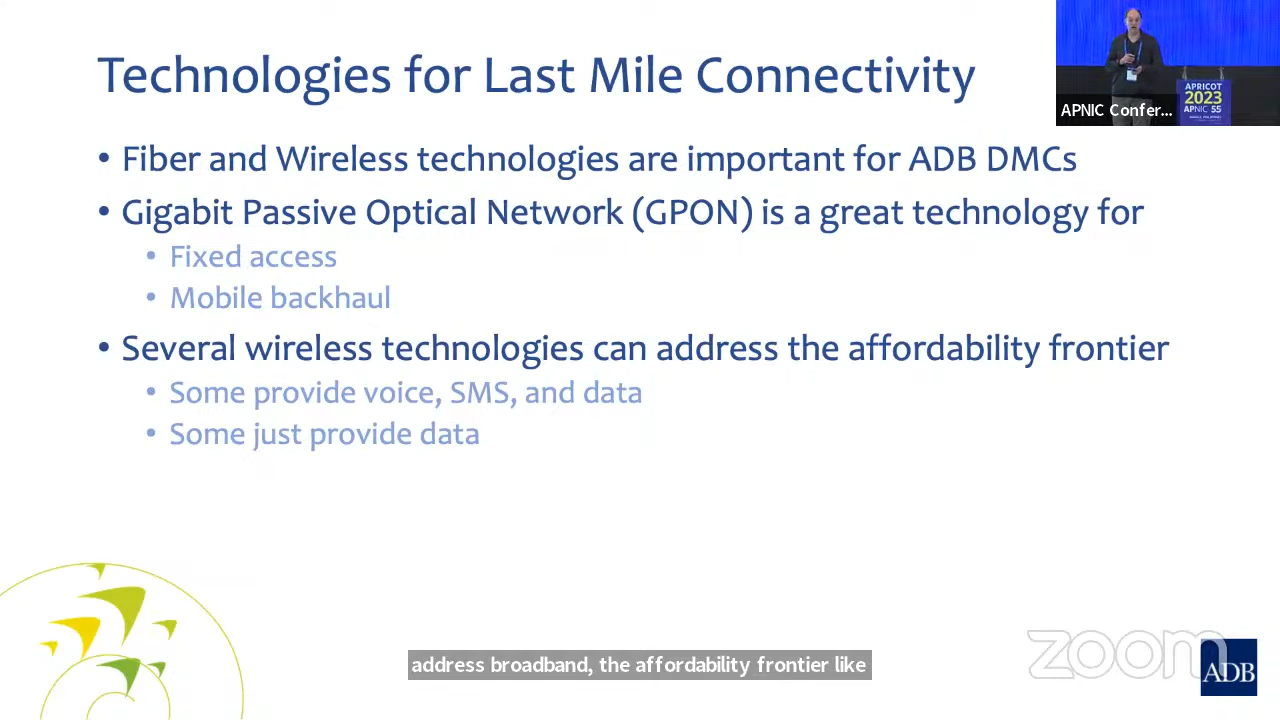 Technologies for Last Mile Connectivity
• Fiber and Wireless technologies are important for ADB DMCs
• Gigabit Passive Optical Network (GPON) is a great technology for
• Fixed access
• Mobile backhaul
• Several wireless technologies can address the affordability frontier
• Some provide voice, SMS, and data
• Some just provide data
APRICOT
2023
APNIC 55
APNIC Confer...
address broadband, the affordability frontier like
zoom
ADB